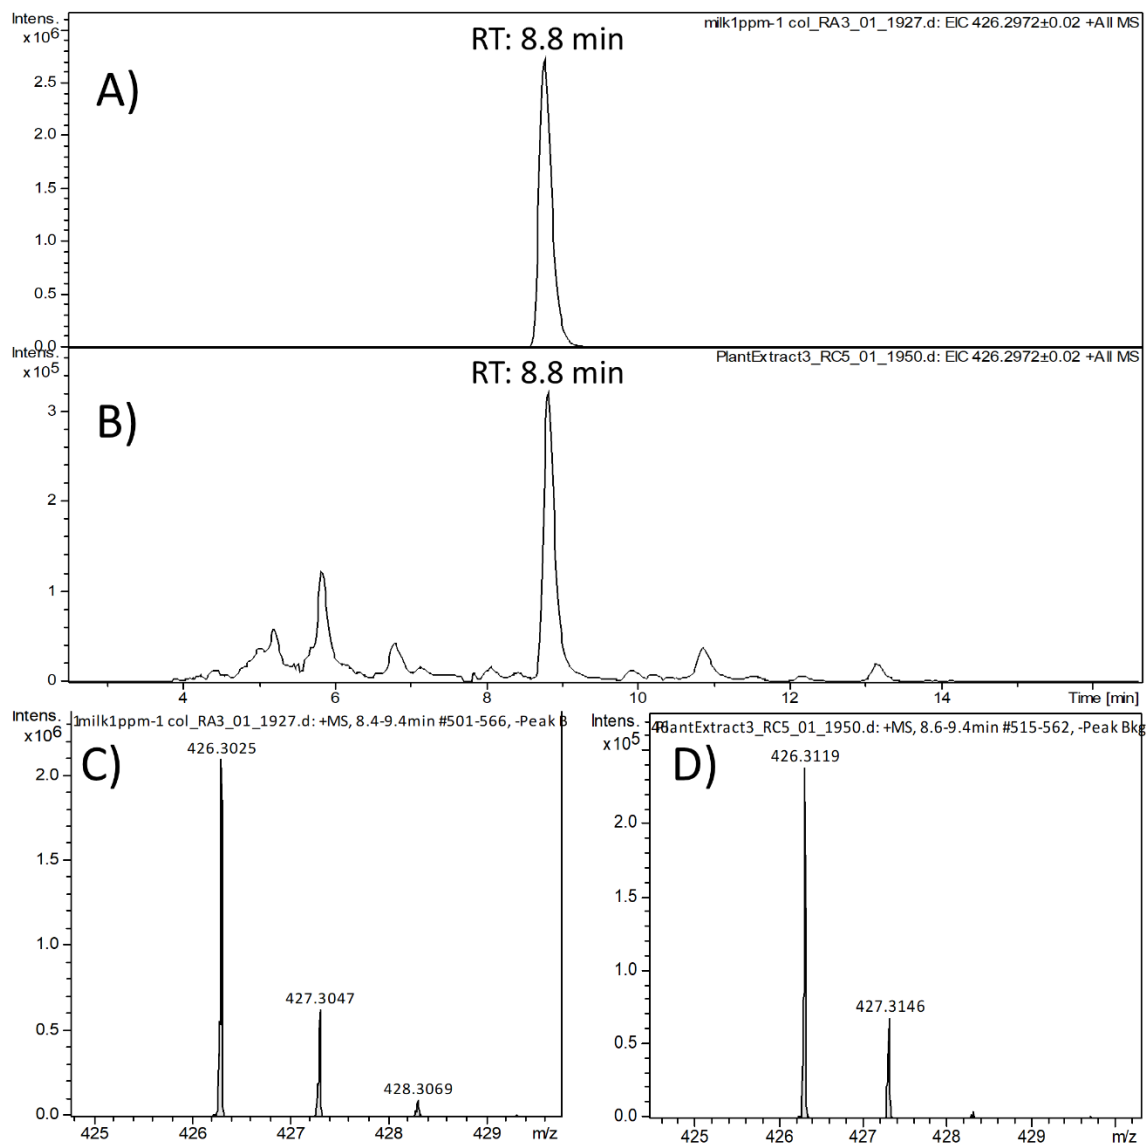 Intens.
x10⁶
milk1ppm-1 col_RA3_01_1927.d: EIC 426.2972±0.02 +All MS
RT: 8.8 min
A)
2.5
2.0
1.5
1.0
0.5
0.0
Intens.
x10⁵
PlantExtract3_RC5_01_1950.d: EIC 426.2972±0.02 +All MS
RT: 8.8 min
B)
3
2
1
0
4 6 8 10 12 14 Time [min]
Intens.
x10⁶
1milk1ppm-1 col_RA3_01_1927.d: +MS, 8.4-9.4min #501-566, -Peak B
426.3025
C)
2.0
1.5
1.0
427.3047
0.5
428.3069
0.0
425 426 427 428 429 m/z
Intens.
x10⁵
PlantExtract3_RC5_01_1950.d: +MS, 8.6-9.4min #515-562, -Peak Bkg
426.3119
D)
2.0
1.5
1.0
427.3146
0.5
0.0
425 426 427 428 429 m/z